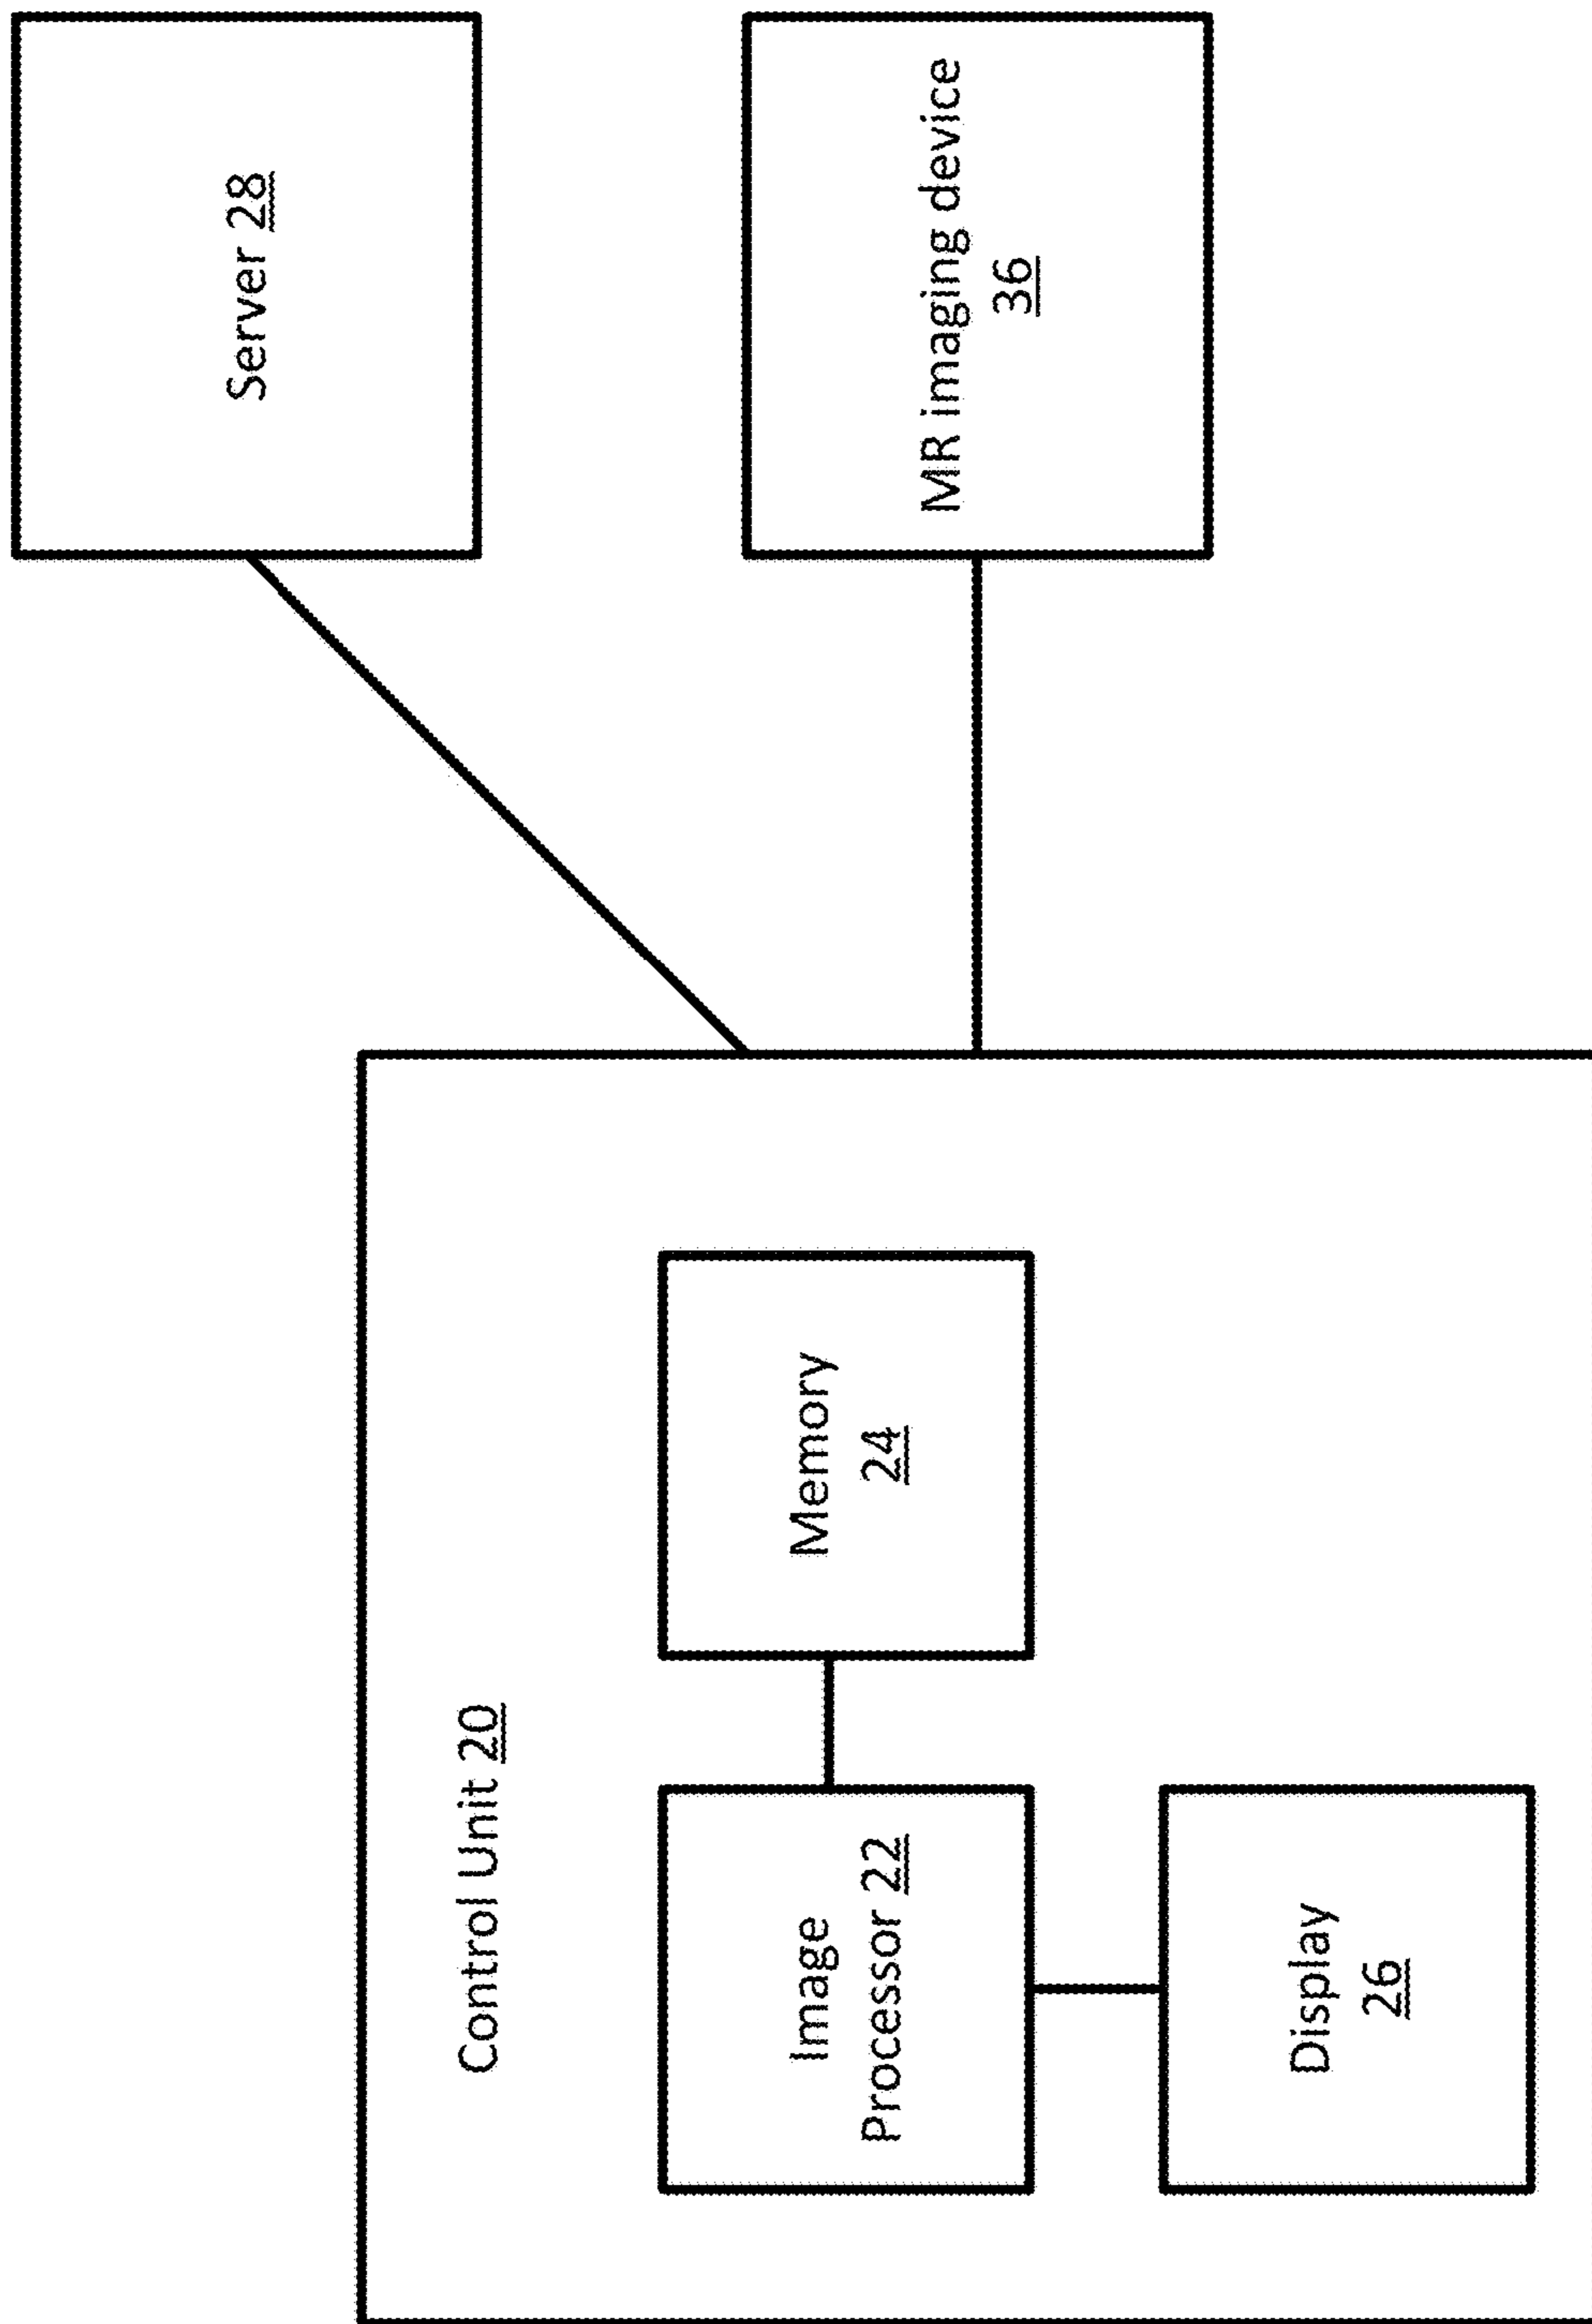 Control Unit 20
Image
Processor 22
Memory
24
Display
26
Server 28
MR imaging device
36